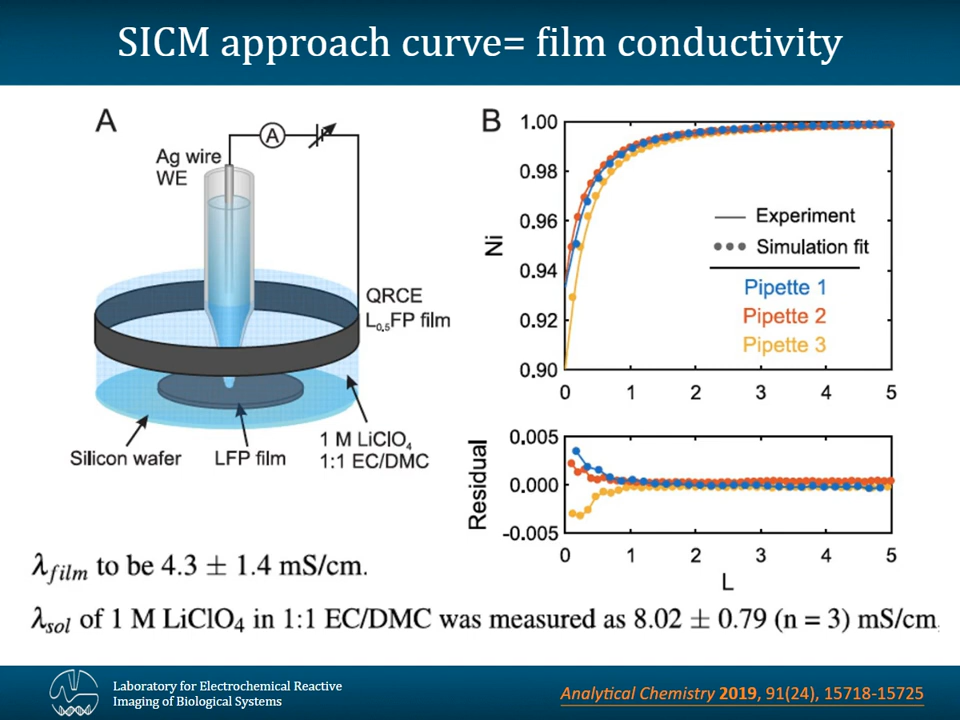 SICM approach curve= film conductivity
A
A
Ag wire
WE
QRCE
L0.5FP film
Silicon wafer
LFP film
1 M LiClO4
1:1 EC/DMC
B
1.00
0.98
0.96
0.94
0.92
0.90
Ni
0 1 2 3 4 5
Experiment
Simulation fit
Pipette 1
Pipette 2
Pipette 3
0.005
0.000
-0.005
Residual
0 1 2 3 4 5
L
λfilm to be 4.3 ± 1.4 mS/cm.
λsol of 1 M LiClO4 in 1:1 EC/DMC was measured as 8.02 ± 0.79 (n = 3) mS/cm
Laboratory for Electrochemical Reactive
Imaging of Biological Systems
Analytical Chemistry 2019, 91(24), 15718-15725